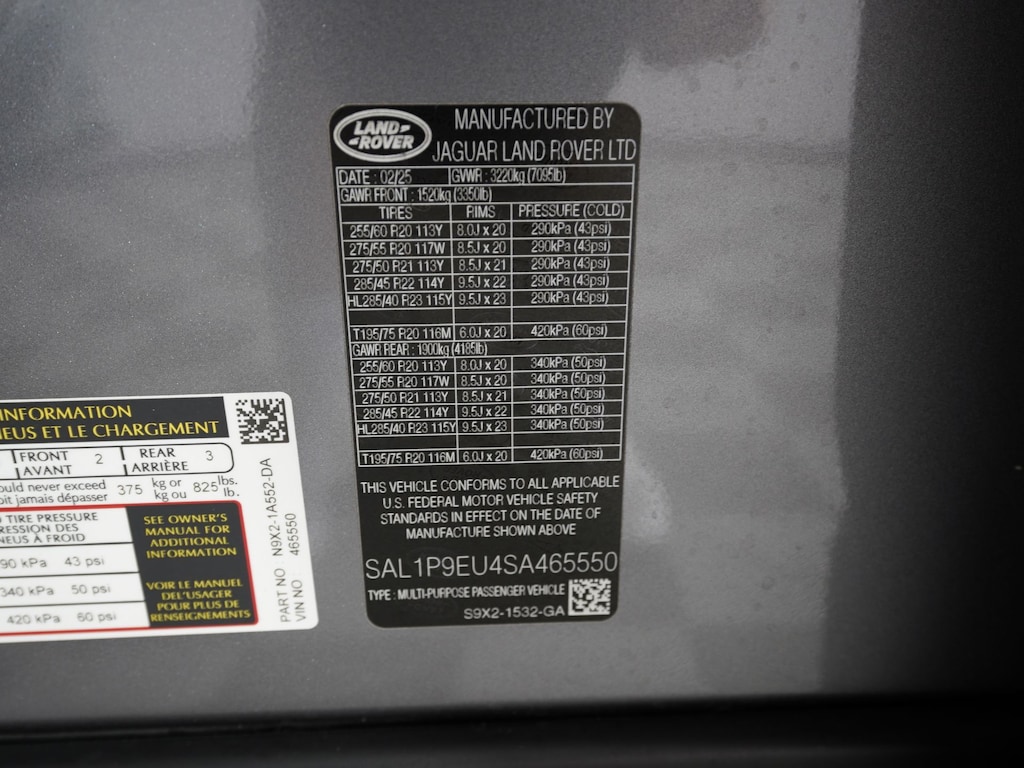 LAND-
-ROVER
MANUFACTURED BY
JAGUAR LAND ROVER LTD
DATE : 02/25 GVWR : 3220kg (7095lb)
GAWR FRONT : 1520kg (3350lb)
TIRES RIMS PRESSURE (COLD)
255/60 R20 113Y 8.0J x 20 290kPa (43psi)
275/55 R20 117W 8.5J x 20 290kPa (43psi)
275/50 R21 113Y 8.5J x 21 290kPa (43psi)
285/45 R22 114Y 9.5J x 22 290kPa (43psi)
HL285/40 R23 115Y 9.5J x 23 290kPa (43psi)
T195/75 R20 116M 6.0J x 20 420kPa (60psi)
GAWR REAR : 1900kg (4185lb)
255/60 R20 113Y 8.0J x 20 340kPa (50psi)
275/55 R20 117W 8.5J x 20 340kPa (50psi)
275/50 R21 113Y 8.5J x 21 340kPa (50psi)
285/45 R22 114Y 9.5J x 22 340kPa (50psi)
HL285/40 R23 115Y 9.5J x 23 340kPa (50psi)
T195/75 R20 116M 6.0J x 20 420kPa (60psi)
THIS VEHICLE CONFORMS TO ALL APPLICABLE
U.S. FEDERAL MOTOR VEHICLE SAFETY
STANDARDS IN EFFECT ON THE DATE OF
MANUFACTURE SHOWN ABOVE
SAL1P9EU4SA465550
TYPE : MULTI-PURPOSE PASSENGER VEHICLE
S9X2-1532-GA
INFORMATION
NEUS ET LE CHARGEMENT
FRONT 2 REAR 3
AVANT ARRIÈRE
ould never exceed 375 kg or 825 lbs.
oit jamais dépasser kg ou lb.
TIRE PRESSURE
RESSION DES
NEUS À FROID
90 kPa 43 psi
340 kPa 50 psi
420 kPa 60 psi
SEE OWNER'S
MANUAL FOR
ADDITIONAL
INFORMATION
VOIR LE MANUEL
DEL'USAGER
POUR PLUS DE
RENSEIGNEMENTS
PART NO N9X2-1A552-DA
VIN NO 465550